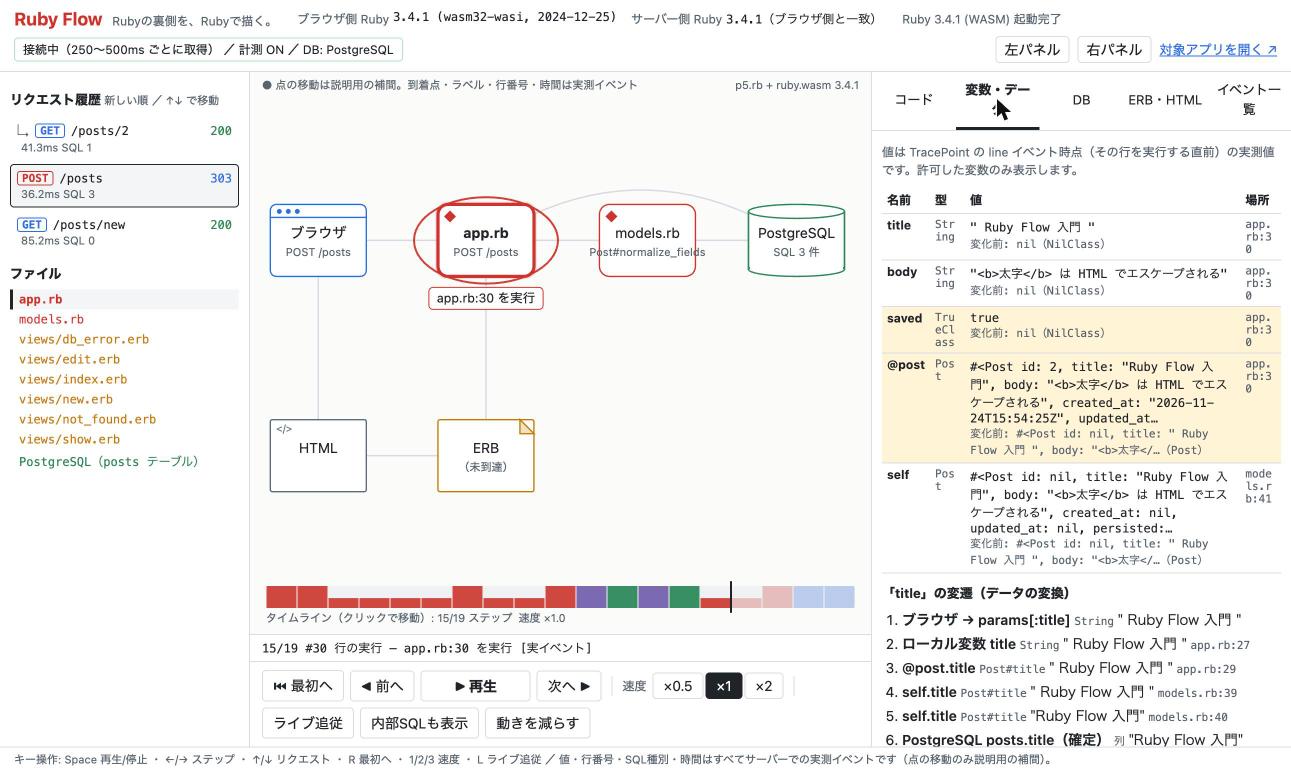 Ruby Flow Rubyの裏側を、Rubyで描く。 ブラウザ側 Ruby 3.4.1 (wasm32-wasi, 2024-12-25) サーバー側 Ruby 3.4.1（ブラウザ側と一致） Ruby 3.4.1 (WASM) 起動完了
接続中（250〜500ms ごとに取得） ／ 計測 ON ／ DB: PostgreSQL
左パネル 右パネル 対象アプリを開く ↗
リクエスト履歴 新しい順 ／ ↑↓ で移動
GET /posts/2 200
41.3ms SQL 1
POST /posts 303
36.2ms SQL 3
GET /posts/new 200
85.2ms SQL 0
ファイル
app.rb
models.rb
views/db_error.erb
views/edit.erb
views/index.erb
views/new.erb
views/not_found.erb
views/show.erb
PostgreSQL（posts テーブル）
● 点の移動は説明用の補間。到着点・ラベル・行番号・時間は実測イベント p5.rb + ruby.wasm 3.4.1
ブラウザ
POST /posts
app.rb
POST /posts
models.rb
Post#normalize_fields
PostgreSQL
SQL 3 件
app.rb:30 を実行
</>
HTML
ERB
（未到達）
タイムライン（クリックで移動）: 15/19 ステップ 速度 ×1.0
15/19 #30 行の実行 — app.rb:30 を実行 [実イベント]
⏮ 最初へ ◀ 前へ ▶ 再生 次へ ▶ 速度 ×0.5 ×1 ×2
ライブ追従 内部SQLも表示 動きを減らす
コード
変数・デー
DB
ERB・HTML
イベント一
覧
値は TracePoint の line イベント時点（その行を実行する直前）の実測値
です。許可した変数のみ表示します。
名前 型 値 場所
title Str
ing " Ruby Flow 入門 "
変化前: nil（NilClass） app.
rb:3
0
body Str
ing "<b>太字</b> は HTML でエスケープされる"
変化前: nil（NilClass） app.
rb:3
0
saved Tru
eCl
ass true
変化前: nil（NilClass） app.
rb:3
0
@post Pos
t #<Post id: 2, title: "Ruby Flow 入
門", body: "<b>太字</b> は HTML でエス
ケープされる", created_at: "2026-11-
24T15:54:25Z", updated_at…
変化前: #<Post id: nil, title: " Ruby
Flow 入門 ", body: "<b>太字</…（Post） app.
rb:3
0
self Pos
t #<Post id: nil, title: "Ruby Flow 入
門", body: "<b>太字</b> は HTML でエス
ケープされる", created_at: nil,
updated_at: nil, persisted:…
変化前: #<Post id: nil, title: " Ruby
Flow 入門 ", body: "<b>太字</…（Post） mode
ls.r
b:41
「title」の変遷（データの変換）
1. ブラウザ → params[:title] String " Ruby Flow 入門 "
2. ローカル変数 title String " Ruby Flow 入門 " app.rb:27
3. @post.title Post#title " Ruby Flow 入門 " app.rb:29
4. self.title Post#title " Ruby Flow 入門 " models.rb:39
5. self.title Post#title "Ruby Flow 入門" models.rb:40
6. PostgreSQL posts.title（確定） 列 "Ruby Flow 入門"
キー操作: Space 再生/停止 ・ ←/→ ステップ ・ ↑/↓ リクエスト ・ R 最初へ ・ 1/2/3 速度 ・ L ライブ追従 ／ 値・行番号・SQL種別・時間はすべてサーバーでの実測イベントです（点の移動のみ説明用の補間）。